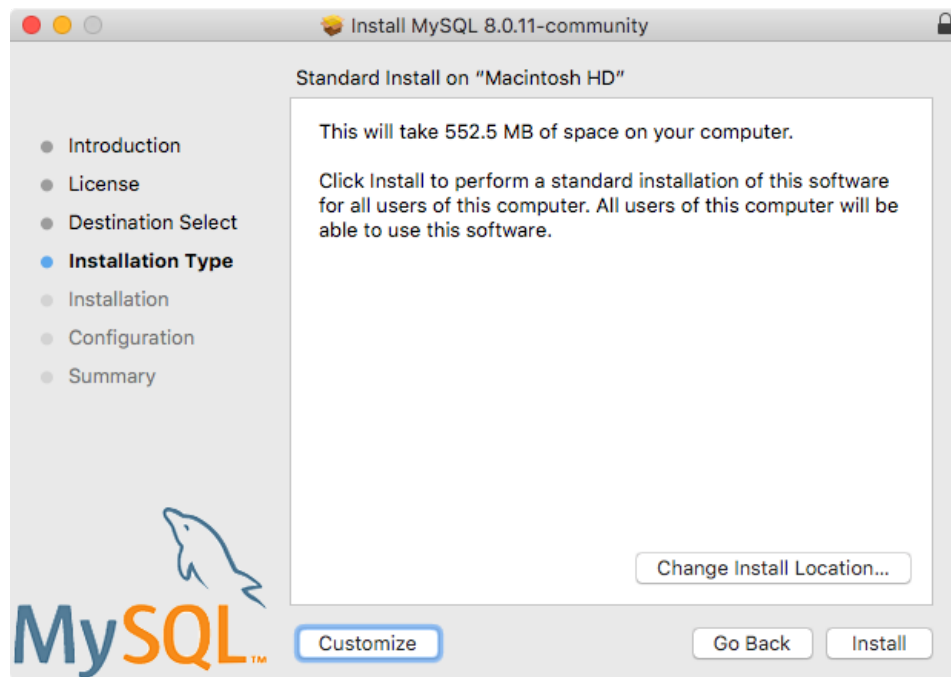 Install MySQL 8.0.11-community
Standard Install on “Macintosh HD”
Introduction
License
Destination Select
Installation Type
Installation
Configuration
Summary
This will take 552.5 MB of space on your computer.
Click Install to perform a standard installation of this software
for all users of this computer. All users of this computer will be
able to use this software.
Change Install Location...
MySQL™
Customize
Go Back
Install